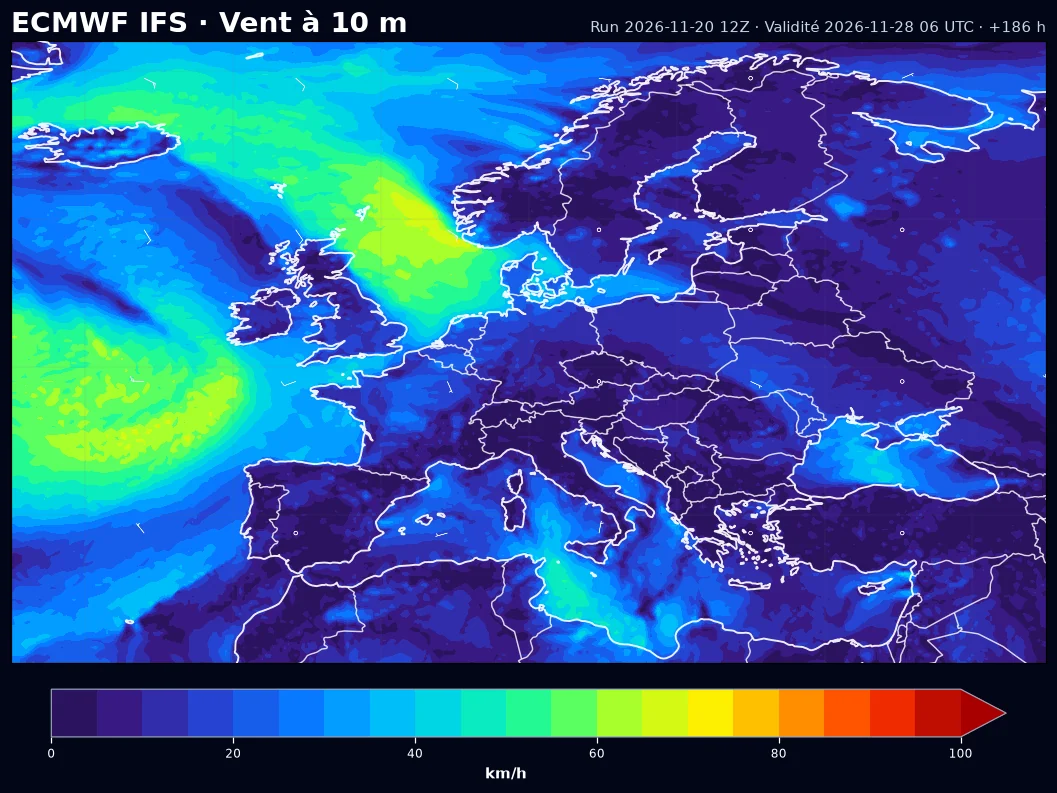 ECMWF IFS · Vent à 10 m
Run 2026-11-20 12Z · Validité 2026-11-28 06 UTC · +186 h
0 20 40 60 80 100
km/h